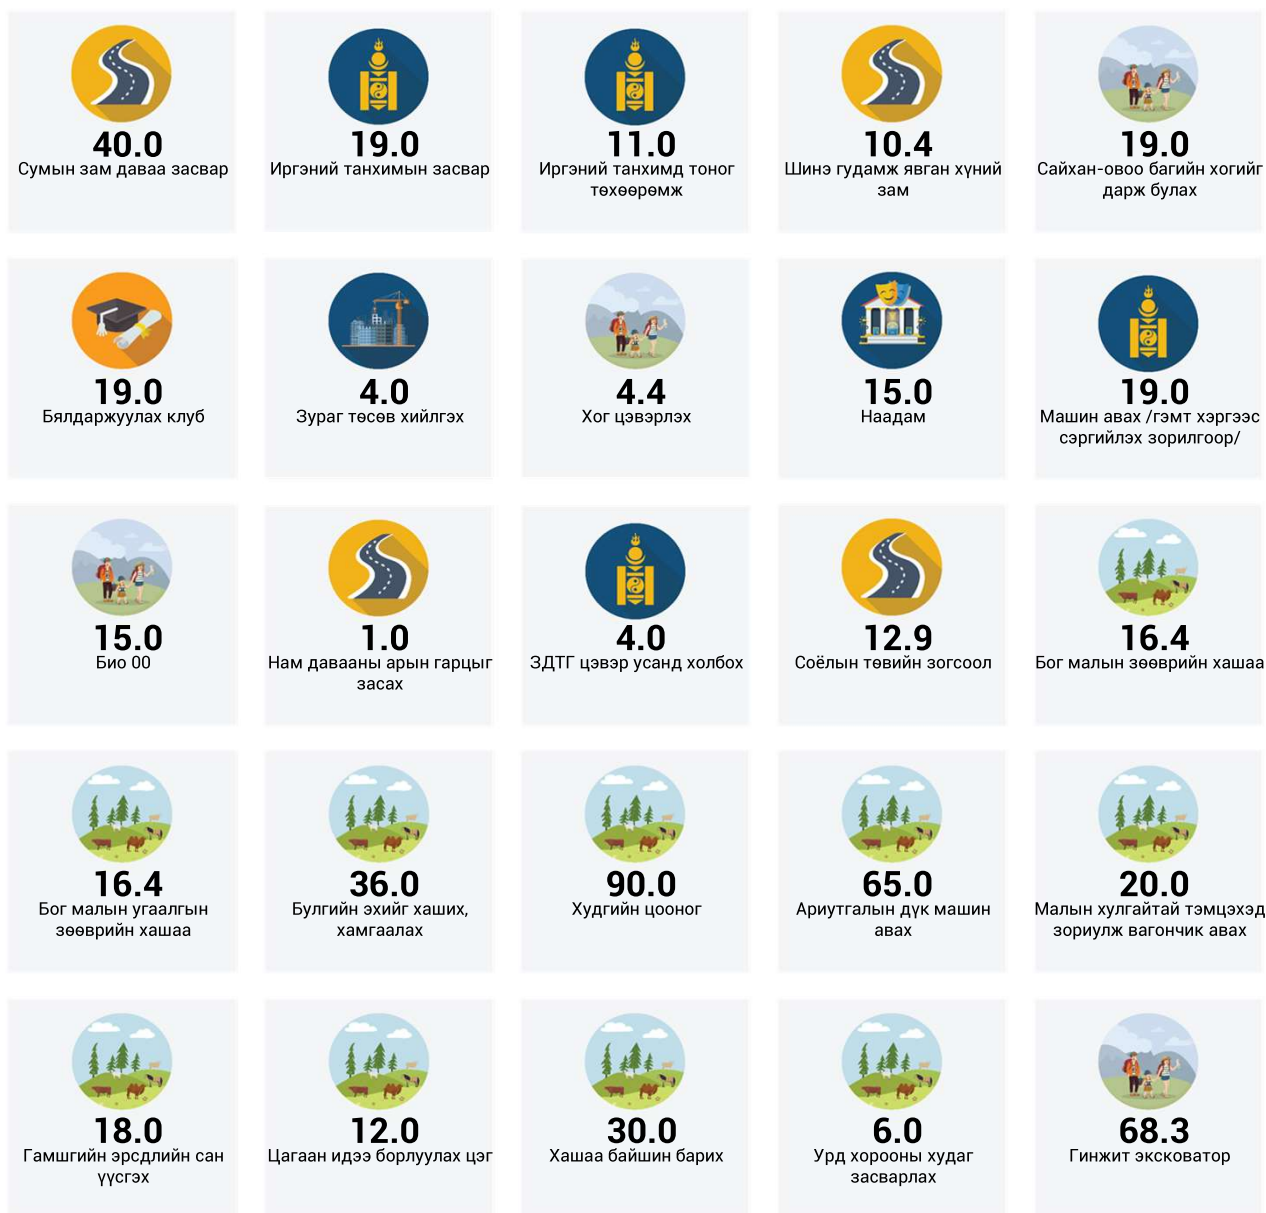 40.0
Сумын зам даваа засвар
19.0
Иргэний танхимын засвар
11.0
Иргэний танхимд тоног
төхөөрөмж
10.4
Шинэ гудамж явган хүний
зам
19.0
Сайхан-овоо багийн хогийг
дарж булах
19.0
Бялдаржуулах клуб
4.0
Зураг төсөв хийлгэх
4.4
Хог цэвэрлэх
15.0
Наадам
19.0
Машин авах /гэмт хэргээс
сэргийлэх зорилгоор/
15.0
Био 00
1.0
Нам давааны арын гарцыг
засах
4.0
ЗДТГ цэвэр усанд холбох
12.9
Соёлын төвийн зогсоол
16.4
Бог малын зөөврийн хашаа
16.4
Бог малын угаалгын
зөөврийн хашаа
36.0
Булгийн эхийг хаших,
хамгаалах
90.0
Худгийн цооног
65.0
Ариутгалын дүк машин
авах
20.0
Малын хулгайтай тэмцэхэд
зориулж вагончик авах
18.0
Гамшгийн эрсдлийн сан
үүсгэх
12.0
Цагаан идээ борлуулах цэг
30.0
Хашаа байшин барих
6.0
Урд хорооны худаг
засварлах
68.3
Гинжит эксковатор